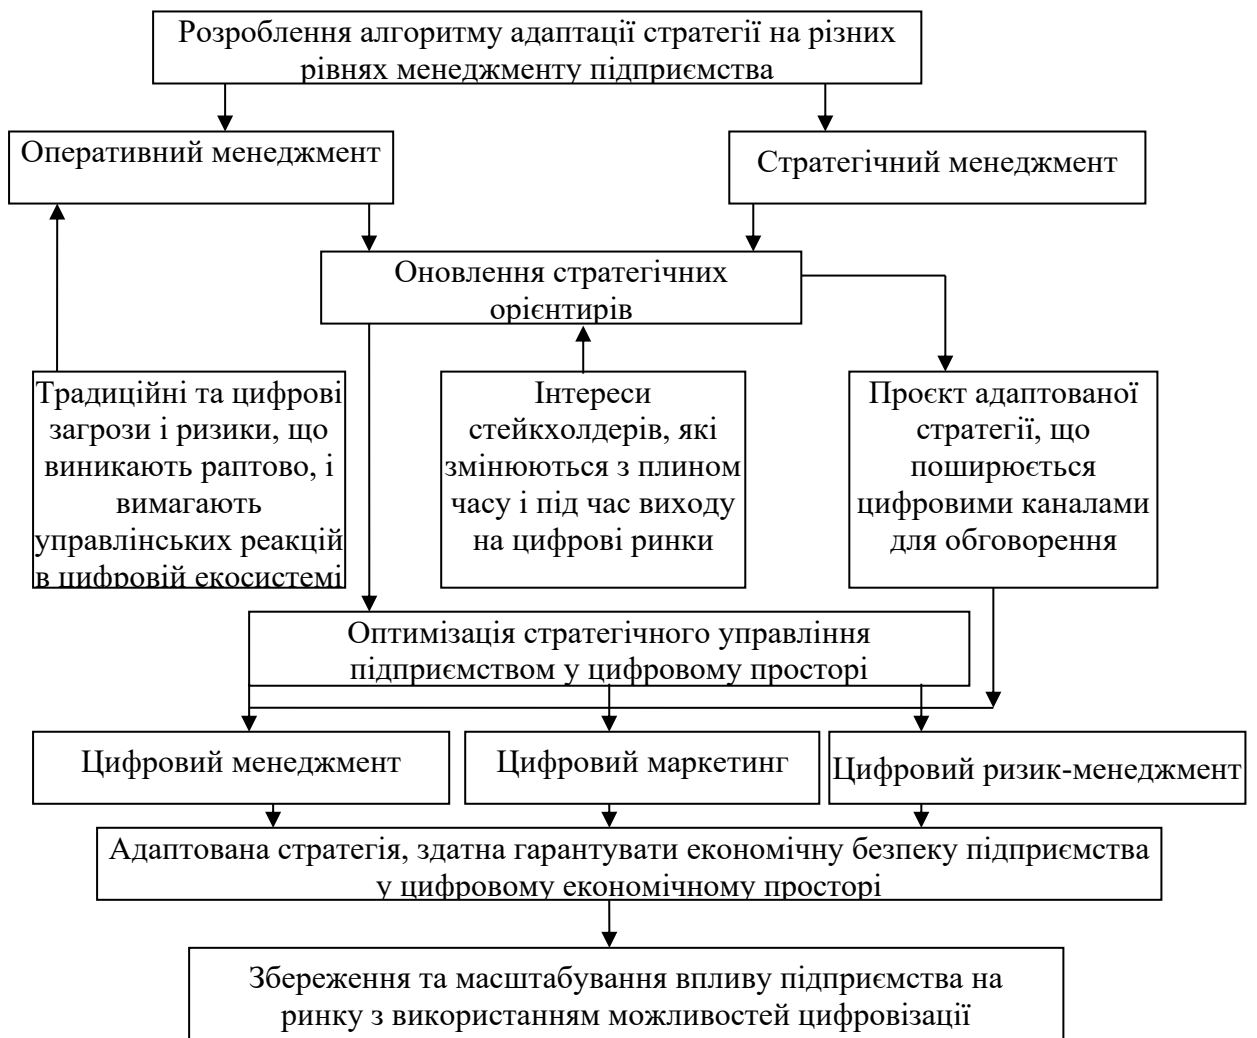 Розроблення алгоритму адаптації стратегії на різних
рівнях менеджменту підприємства
Оперативний менеджмент
Стратегічний менеджмент
Оновлення стратегічних
орієнтирів
Традиційні та цифрові
загрози і ризики, що
виникають раптово, і
вимагають
управлінських реакцій
в цифровій екосистемі
Інтереси
стейкхолдерів, які
змінюються з плином
часу і під час виходу
на цифрові ринки
Проєкт адаптованої
стратегії, що
поширюється
цифровими каналами
для обговорення
Оптимізація стратегічного управління
підприємством у цифровому просторі
Цифровий менеджмент
Цифровий маркетинг
Цифровий ризик-менеджмент
Адаптована стратегія, здатна гарантувати економічну безпеку підприємства
у цифровому економічному просторі
Збереження та масштабування впливу підприємства на
ринку з використанням можливостей цифровізації